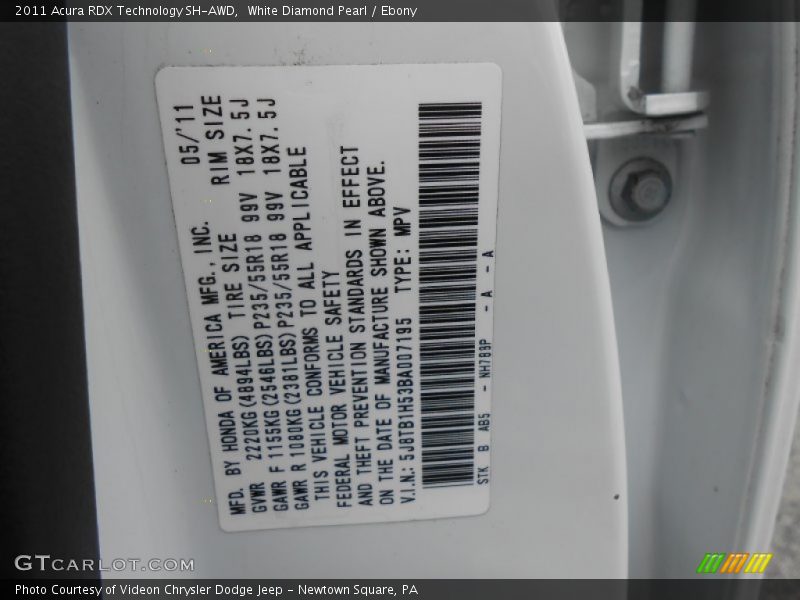 2011 Acura RDX Technology SH-AWD,  White Diamond Pearl / Ebony
MFD. BY HONDA OF AMERICA MFG., INC. 05/'11
GVWR 2220KG(4894LBS) TIRE SIZE RIM SIZE
GAWR F 1155KG(2546LBS)P235/55R18 99V 18X7.5J
GAWR R 1080KG(2381LBS)P235/55R18 99V 18X7.5J
THIS VEHICLE CONFORMS TO ALL APPLICABLE
FEDERAL MOTOR VEHICLE SAFETY
AND THEFT PREVENTION STANDARDS IN EFFECT
ON THE DATE OF MANUFACTURE SHOWN ABOVE.
V.I.N.: 5J8TB1H53BA007195 TYPE: MPV
STK B AB5 - NH788P - A - A
GTCARLOT.COM
Photo Courtesy of Videon Chrysler Dodge Jeep - Newtown Square, PA